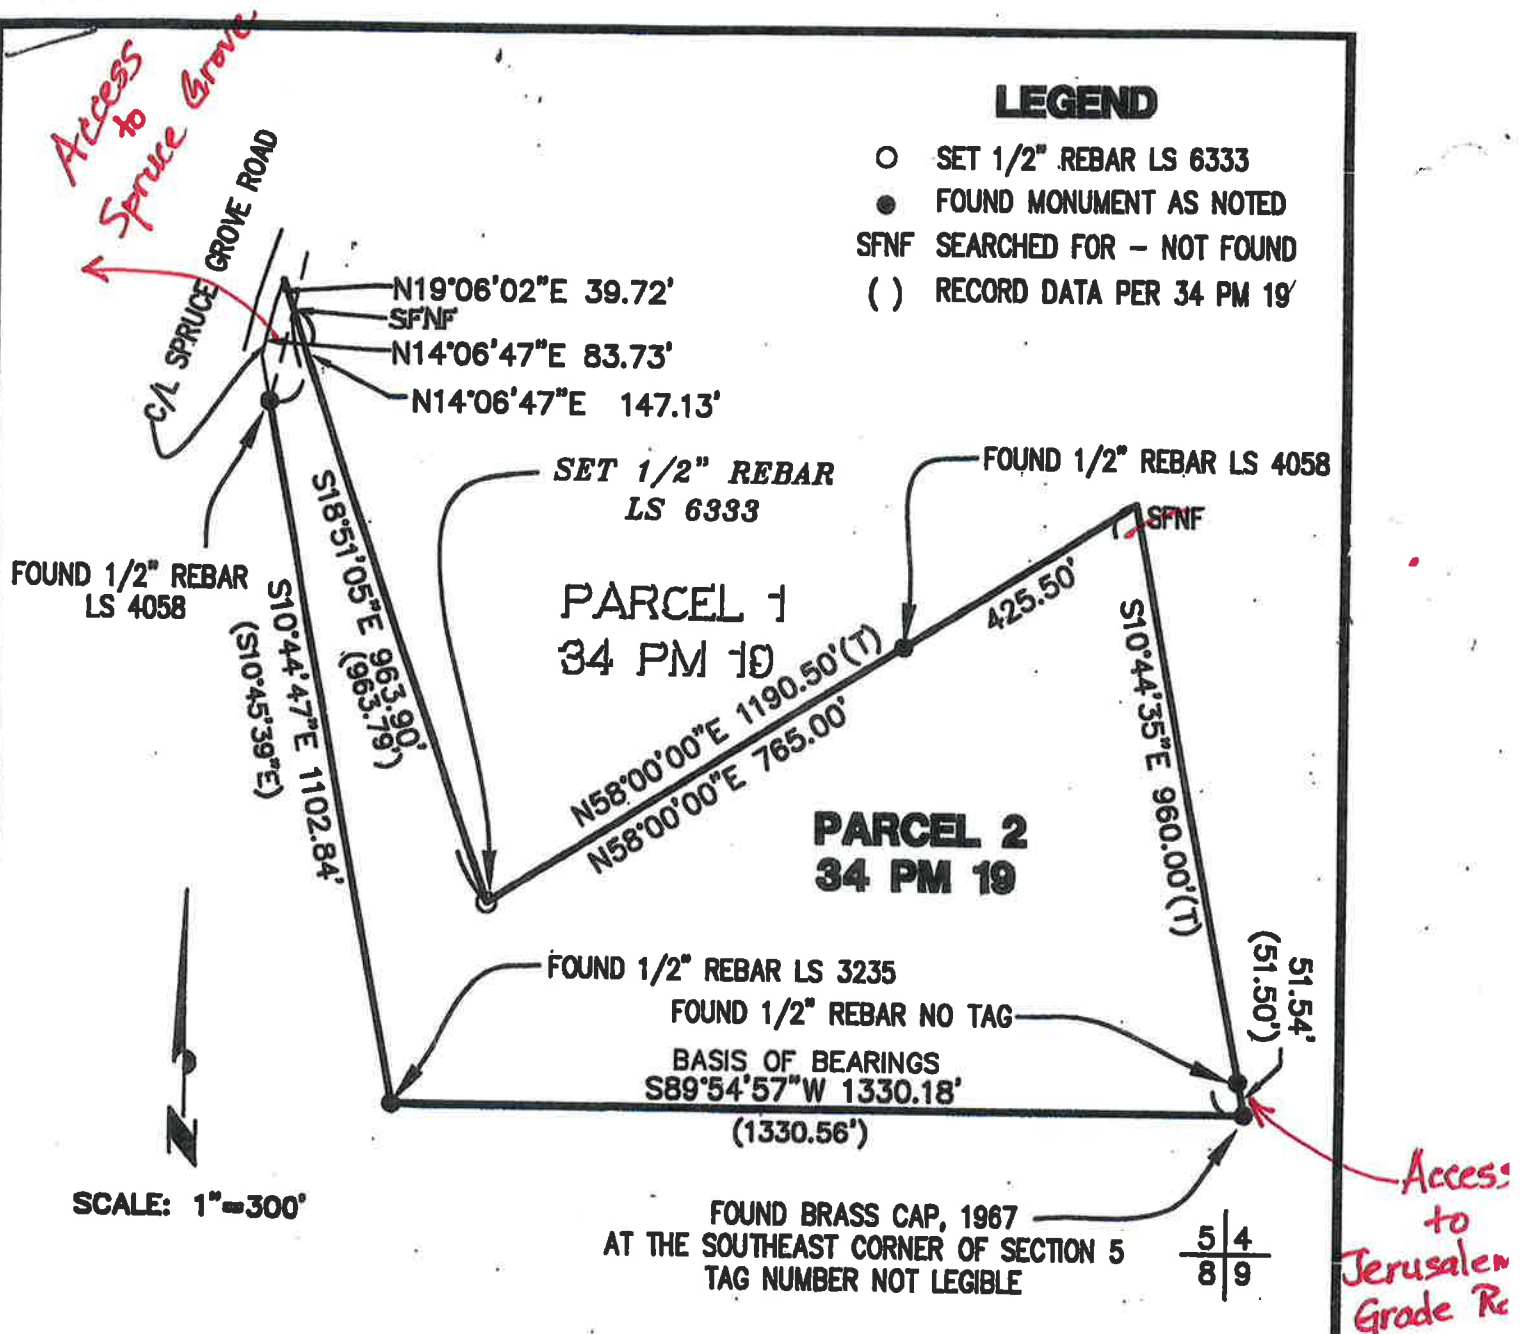 Access
to
Spruce Grove
LEGEND
SET 1/2" REBAR LS 6333
FOUND MONUMENT AS NOTED
SFNF SEARCHED FOR - NOT FOUND
( ) RECORD DATA PER 34 PM 19
C/L SPRUCE GROVE ROAD
N19°06'02"E 39.72'
SFNF
N14°06'47"E 83.73'
N14°06'47"E 147.13'
SET 1/2" REBAR
LS 6333
FOUND 1/2" REBAR LS 4058
SFNF
FOUND 1/2" REBAR
LS 4058
S18°51'05"E 963.90'
(963.79')
S10°44'47"E 1102.84'
(S10°45'39"E)
PARCEL 1
34 PM 19
425.50'
N58°00'00"E 1190.50'(T)
N58°00'00"E 765.00'
S10°44'35"E 960.00'(T)
PARCEL 2
34 PM 19
51.54'
(51.50')
FOUND 1/2" REBAR LS 3235
FOUND 1/2" REBAR NO TAG
BASIS OF BEARINGS
S89°54'57"W 1330.18'
(1330.56')
N
SCALE: 1"=300'
FOUND BRASS CAP, 1967
AT THE SOUTHEAST CORNER OF SECTION 5
TAG NUMBER NOT LEGIBLE
5 4
8 9
Access
to
Jerusalem
Grade